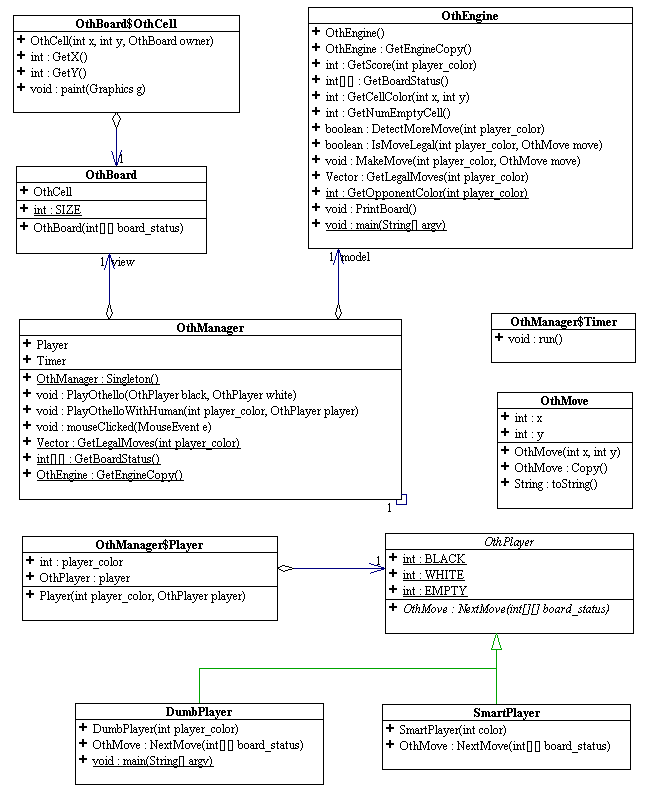 OthBoard$OthCell
+ OthCell(int x, int y, OthBoard owner)
+ int : GetX()
+ int : GetY()
+ void : paint(Graphics g)
1
OthBoard
+ OthCell
+ int : SIZE
+ OthBoard(int[][] board_status)
1 view
OthEngine
+ OthEngine()
+ OthEngine : GetEngineCopy()
+ int : GetScore(int player_color)
+ int[][] : GetBoardStatus()
+ int : GetCellColor(int x, int y)
+ int : GetNumEmptyCell()
+ boolean : DetectMoreMove(int player_color)
+ boolean : IsMoveLegal(int player_color, OthMove move)
+ void : MakeMove(int player_color, OthMove move)
+ Vector : GetLegalMoves(int player_color)
+ int : GetOpponentColor(int player_color)
+ void : PrintBoard()
+ void : main(String[] argv)
1 model
OthManager
+ Player
+ Timer
+ OthManager : Singleton()
+ void : PlayOthello(OthPlayer black, OthPlayer white)
+ void : PlayOthelloWithHuman(int player_color, OthPlayer player)
+ void : mouseClicked(MouseEvent e)
+ Vector : GetLegalMoves(int player_color)
+ int[][] : GetBoardStatus()
+ OthEngine : GetEngineCopy()
1
OthManager$Timer
+ void : run()
OthMove
+ int : x
+ int : y
+ OthMove(int x, int y)
+ OthMove : Copy()
+ String : toString()
OthManager$Player
+ int : player_color
+ OthPlayer : player
+ Player(int player_color, OthPlayer player)
1
OthPlayer
+ int : BLACK
+ int : WHITE
+ int : EMPTY
+ OthMove : NextMove(int[][] board_status)
DumbPlayer
+ DumbPlayer(int player_color)
+ OthMove : NextMove(int[][] board_status)
+ void : main(String[] argv)
SmartPlayer
+ SmartPlayer(int color)
+ OthMove : NextMove(int[][] board_status)